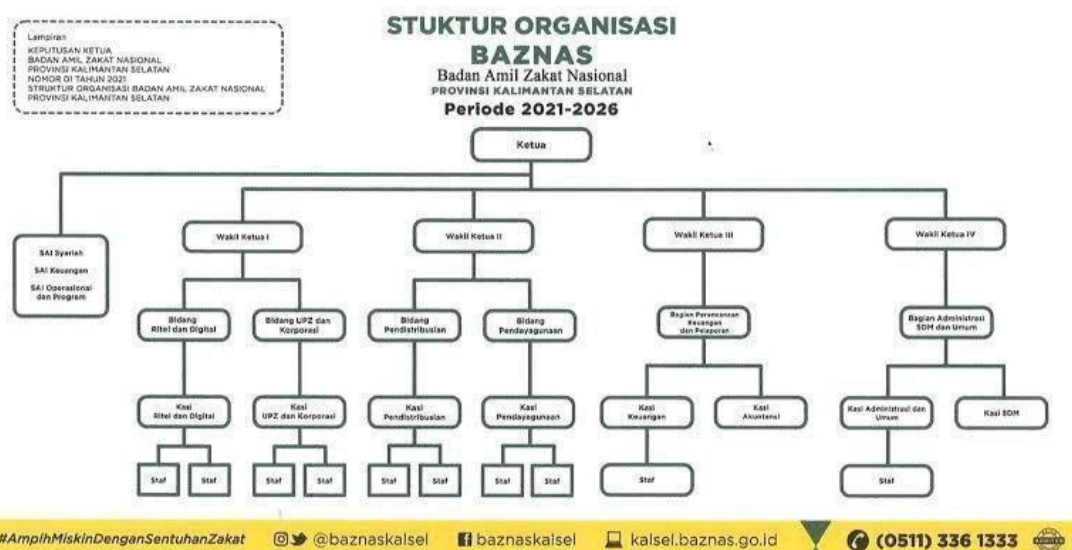 Lampiran
KEPUTUSAN KETUA
BADAN AMIL ZAKAT NASIONAL
PROVINSI KALIMANTAN SELATAN
NOMOR 01 TAHUN 2021
STRUKTUR ORGANISASI BADAN AMIL ZAKAT NASIONAL
PROVINSI KALIMANTAN SELATAN
STUKTUR ORGANISASI
BAZNAS
Badan Amil Zakat Nasional
PROVINSI KALIMANTAN SELATAN
Periode 2021-2026
Ketua
SAI Syariah
SAI Keuangan
SAI Operasional
dan Program
Wakil Ketua I
Wakil Ketua II
Wakil Ketua III
Wakil Ketua IV
Bidang
Ritel dan Digital
Bidang UPZ dan
Korporasi
Bidang
Pendistribusian
Bidang
Pendayagunaan
Bagian Perencanaan
Keuangan
dan Pelaporan
Bagian Administrasi
SDM dan Umum
Kasi
Ritel dan Digital
Kasi
UPZ dan Korporasi
Kasi
Pendistribusian
Kasi
Pendayagunaan
Kasi
Keuangan
Kasi
Akuntansi
Kasi Administrasi dan
Umum
Kasi SDM
Staf
Staf
Staf
Staf
Staf
Staf
Staf
Staf
Staf
Staf
#AmpihMiskinDenganSentuhanZakat
@baznaskalsel
baznaskalsel
kalsel.baznas.go.id
(0511) 336 1333